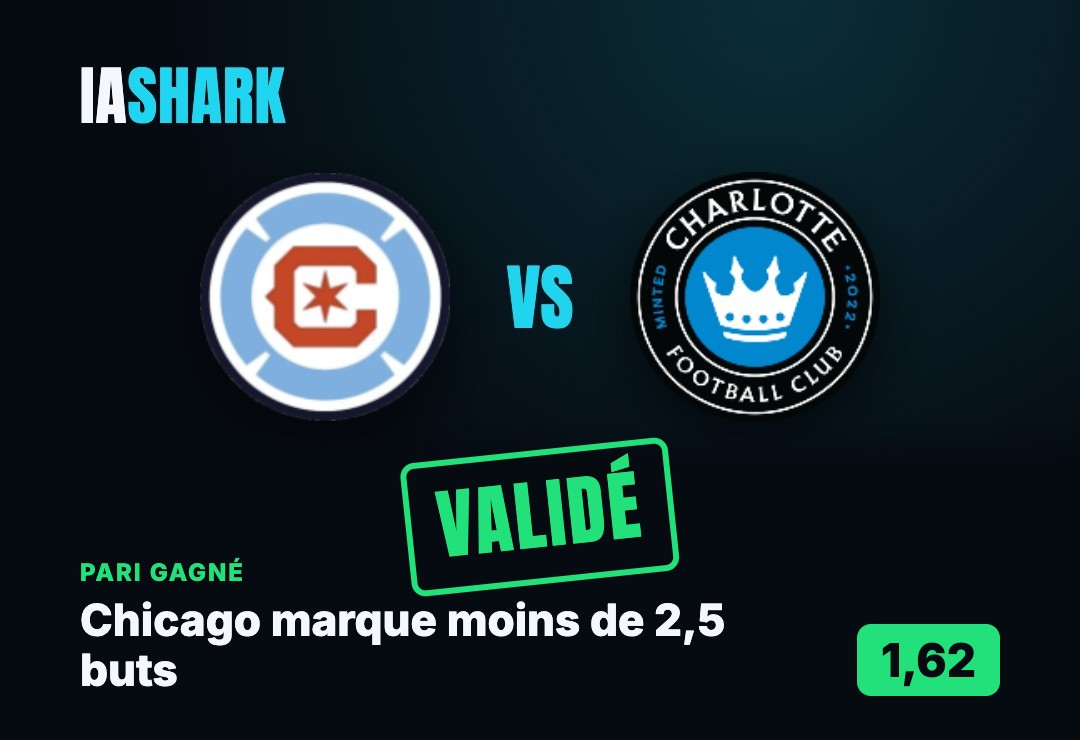 IASHARK
CHARLOTTE
MINTED
·2022·
FOOTBALL CLUB
C
VS
VALIDÉ
PARI GAGNÉ
Chicago marque moins de 2,5
buts
1,62